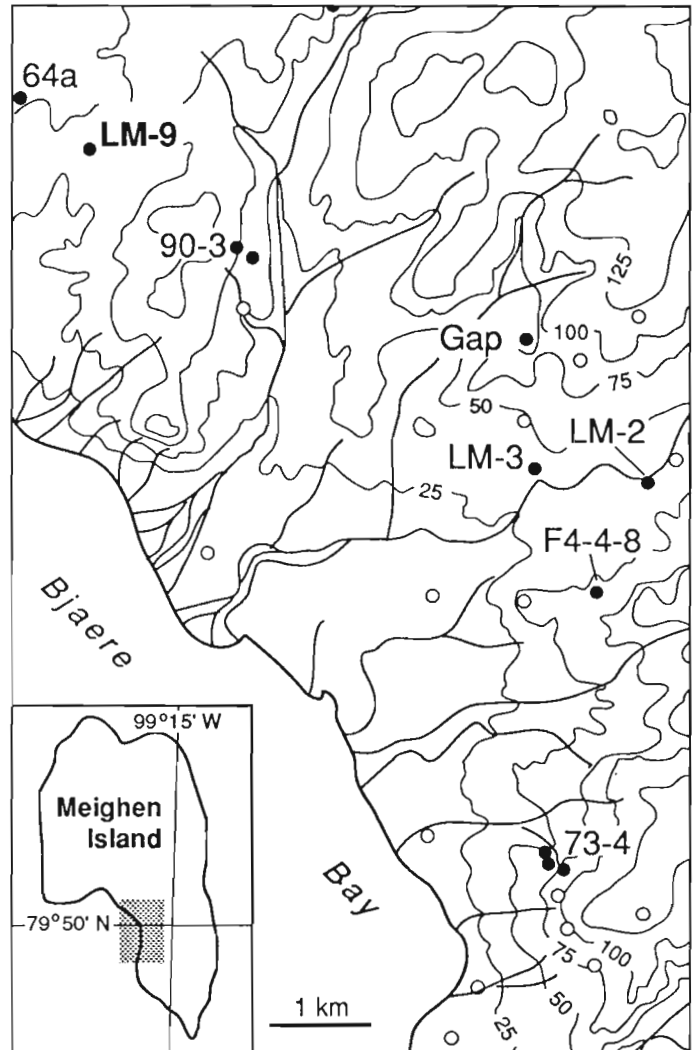 64a
LM-9
90-3
125
Gap
100
75
50
LM-2
LM-3
25
F4-4-8
Bjaere
99°15' W
Meighen
Island
73-4
Bay
79°50' N
75
100
50
1 km
25